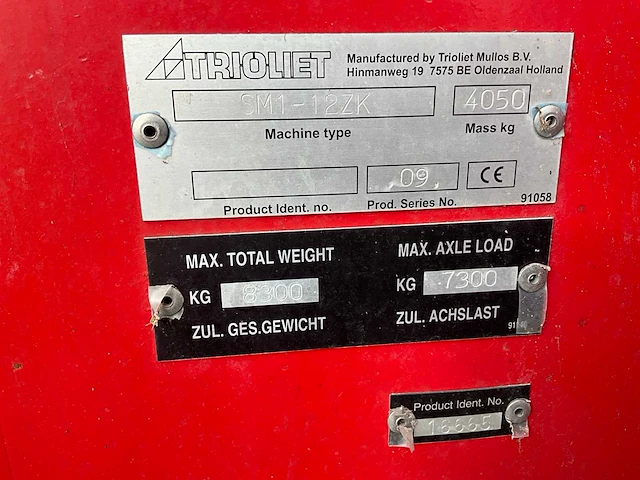 TRIOLIET
Manufactured by Trioliet Mullos B.V.
Hinmanweg 19 7575 BE Oldenzaal Holland
SM1-12ZK 4050
Machine type Mass kg
09 CE
Product Ident. no. Prod. Series No. 91058
MAX. TOTAL WEIGHT MAX. AXLE LOAD
KG 8300 KG 7300
ZUL. GES.GEWICHT ZUL. ACHSLAST
Product Ident. No.
16665